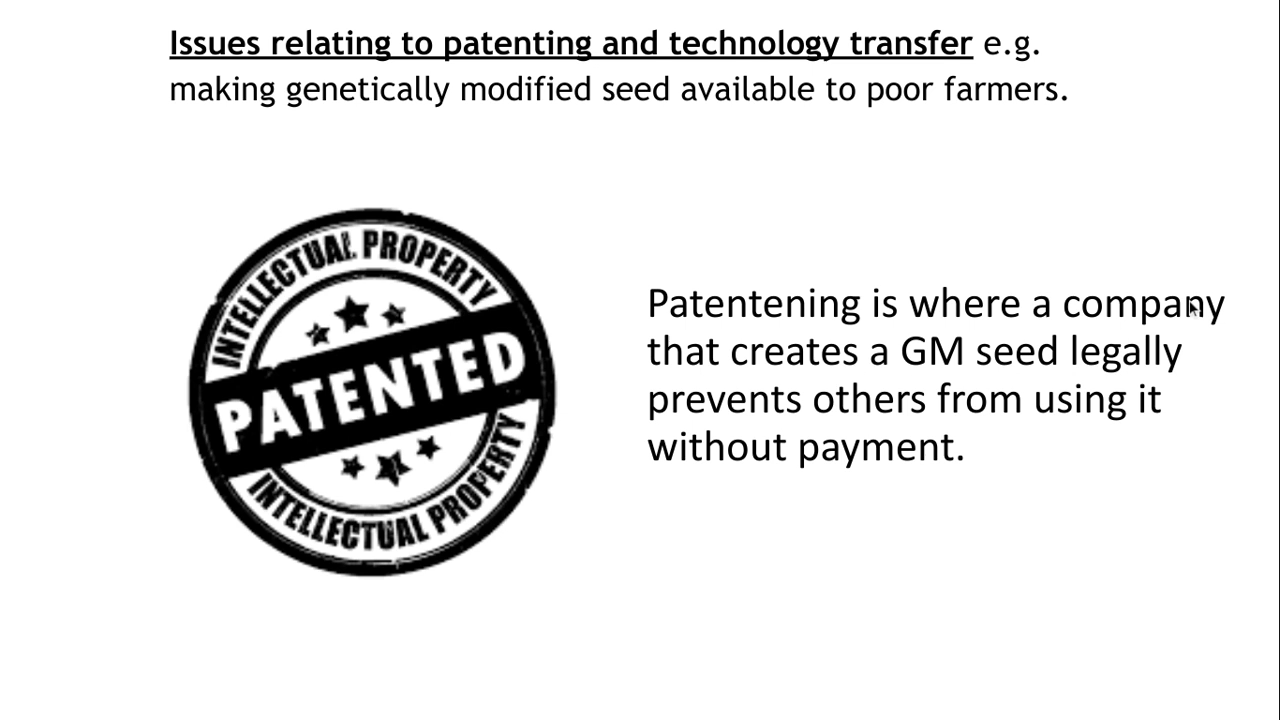 Issues relating to patenting and technology transfer e.g.
making genetically modified seed available to poor farmers.
INTELLECTUAL PROPERTY
PATENTED
INTELLECTUAL PROPERTY
Patentening is where a company
that creates a GM seed legally
prevents others from using it
without payment.